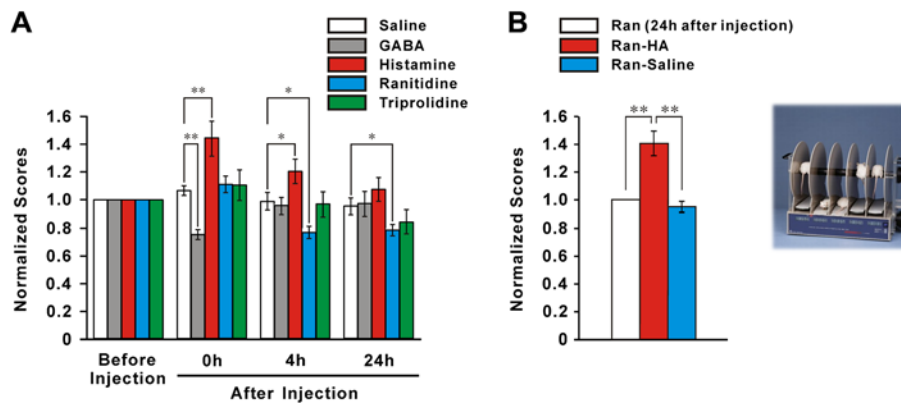 A
Saline
GABA
Histamine
Ranitidine
Triprolidine
Normalized Scores
1.6
1.4
1.2
1.0
0.8
0.6
0.4
0.2
0
**
**
*
*
*
Before
Injection
0h
4h
24h
After Injection
B
Ran (24h after injection)
Ran-HA
Ran-Saline
Normalized Scores
1.6
1.4
1.2
1.0
0.8
0.6
0.4
0.2
0
**
**